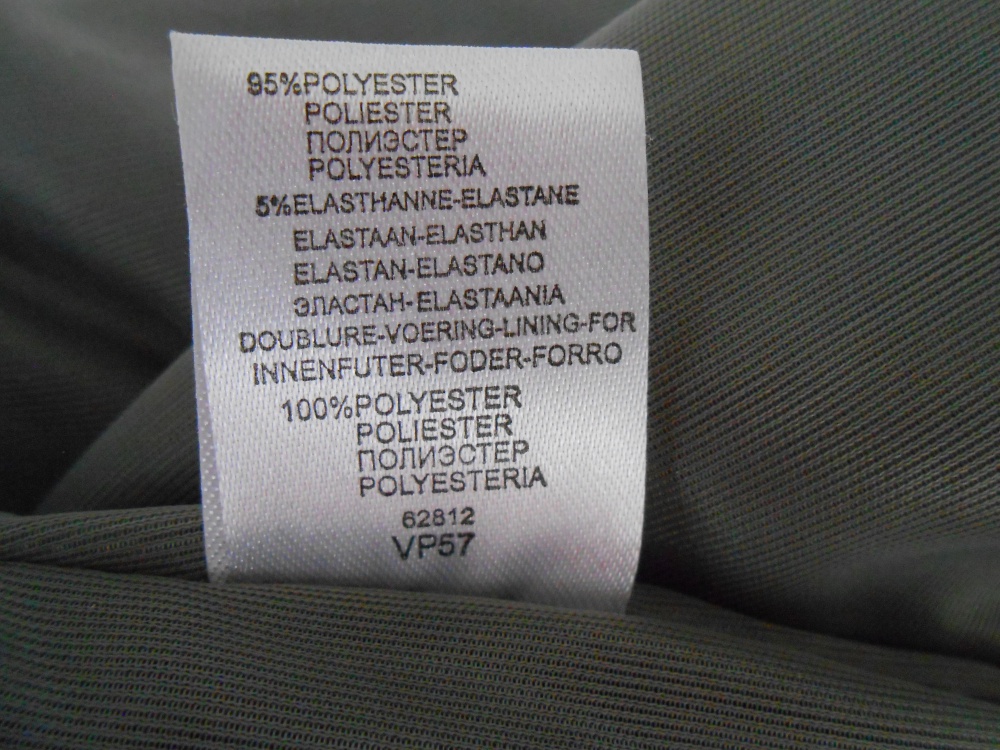 95%POLYESTER
POLIESTER
ПОЛИЭСТЕР
POLYESTERIA
5%ELASTHANNE-ELASTANE
ELASTAAN-ELASTHAN
ELASTAN-ELASTANO
ЭЛАСТАН-ELASTAANIA
DOUBLURE-VOERING-LINING-FOR
INNENFUTER-FODER-FORRO
100%POLYESTER
POLIESTER
ПОЛИЭСТЕР
POLYESTERIA
62812
VP57